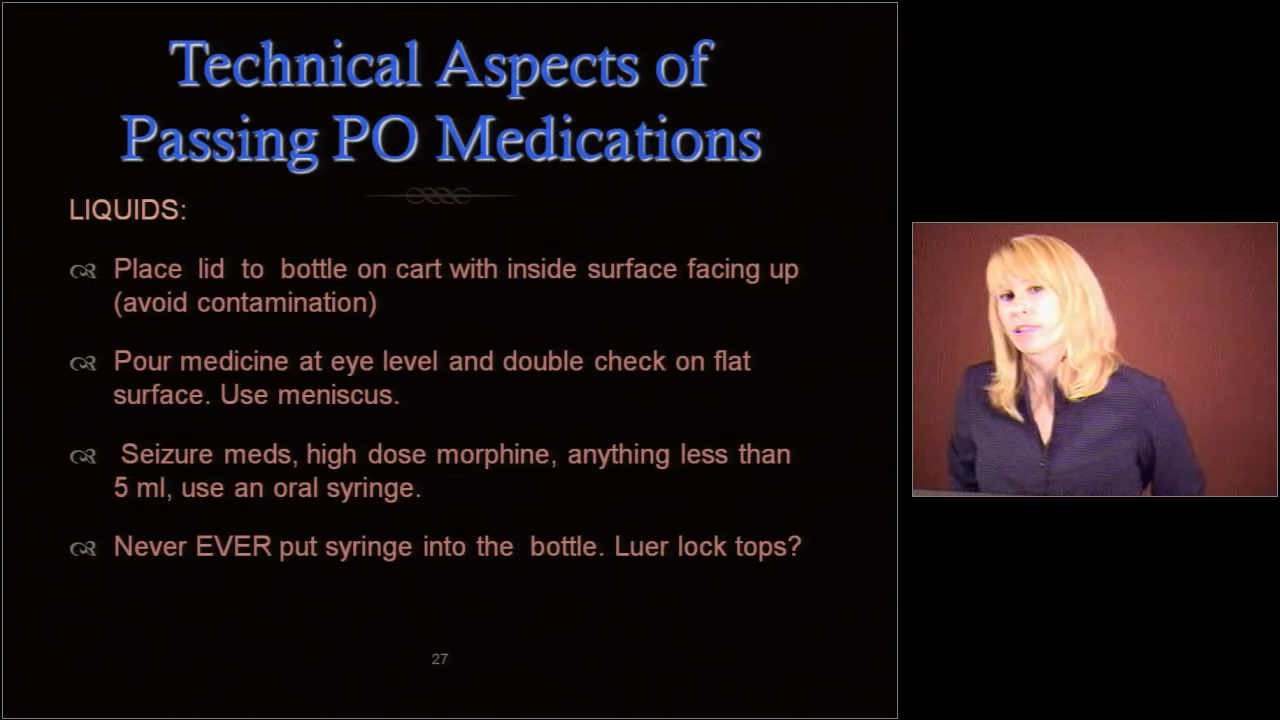 Technical Aspects of
Passing PO Medications
LIQUIDS:
Place lid to bottle on cart with inside surface facing up
(avoid contamination)
Pour medicine at eye level and double check on flat
surface. Use meniscus.
Seizure meds, high dose morphine, anything less than
5 ml, use an oral syringe.
Never EVER put syringe into the bottle. Luer lock tops?
27